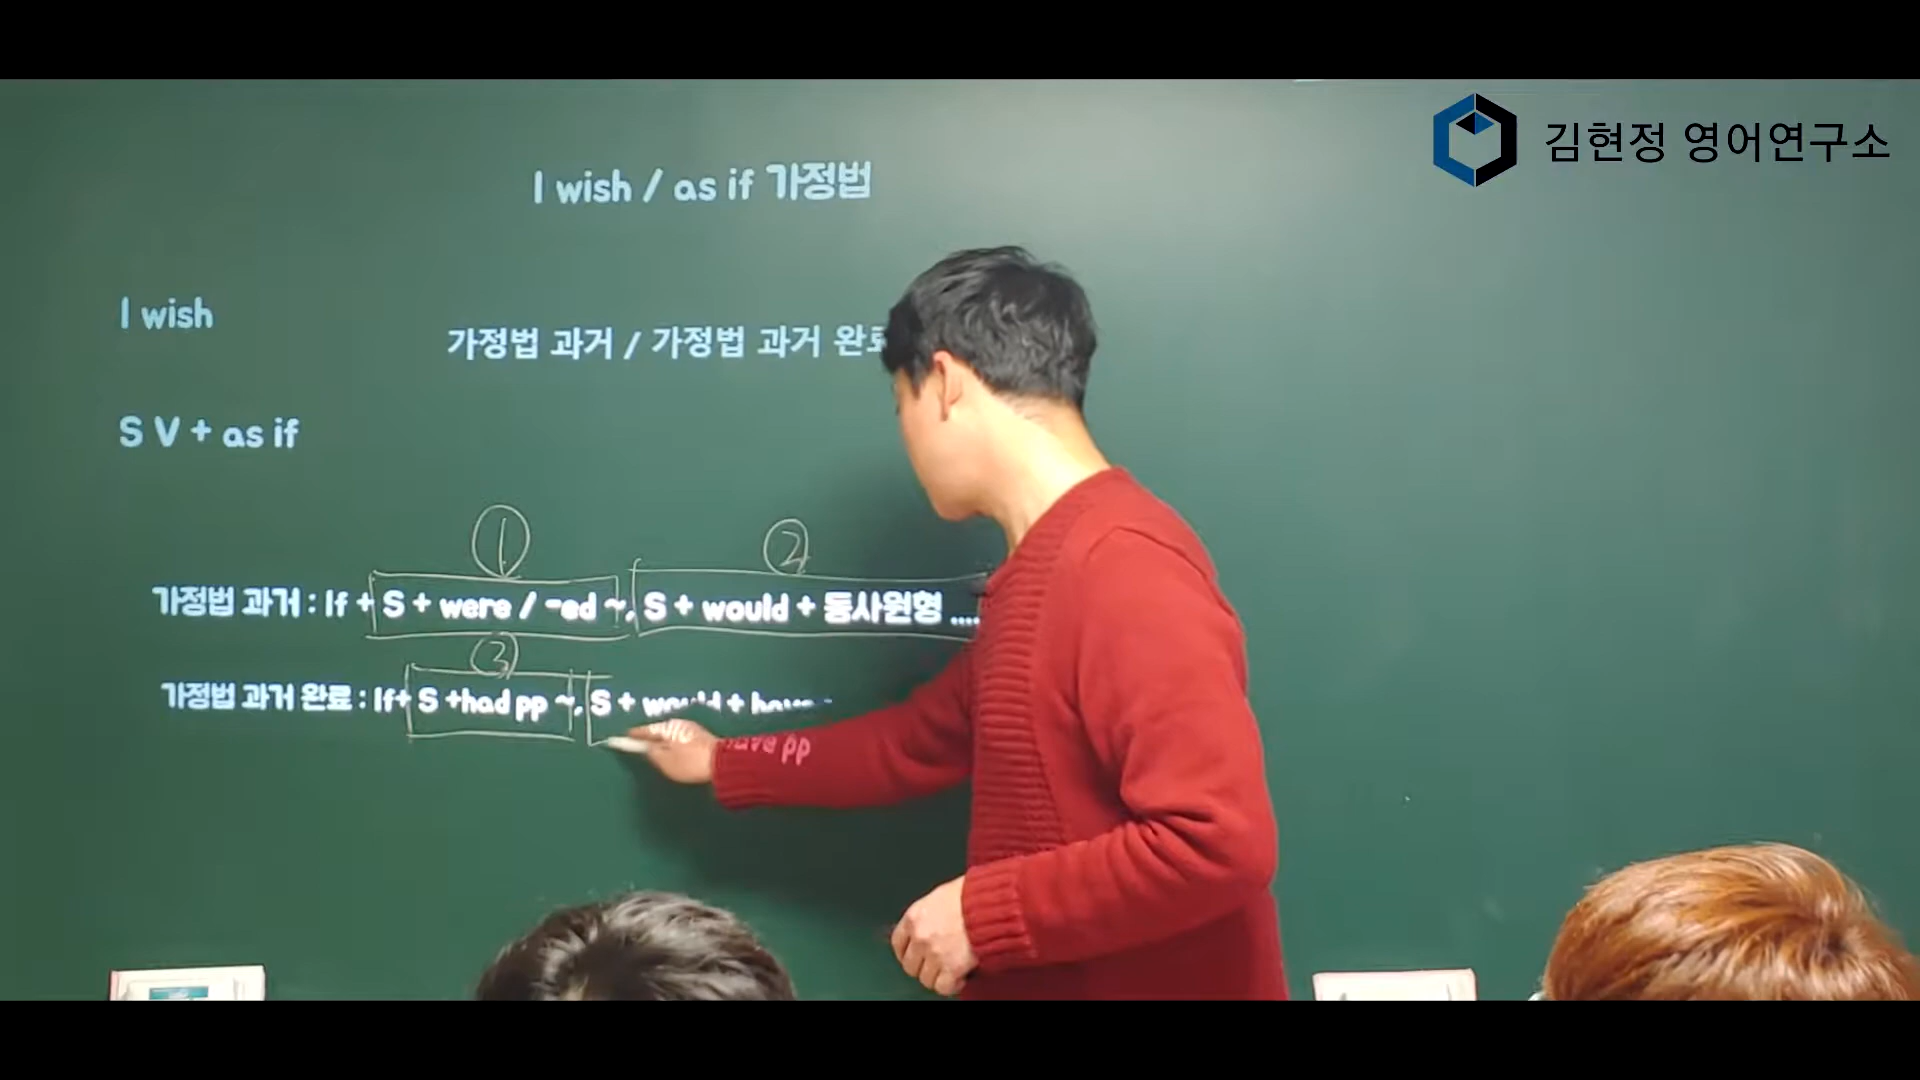 김현정 영어연구소
I wish / as if 가정법
I wish
가정법 과거 / 가정법 과거 완료
S V + as if
① ②
가정법 과거 : If + S + were / -ed ~, S + would + 동사원형 ....
③
가정법 과거 완료 : If+ S +had pp ~, S + would + have pp